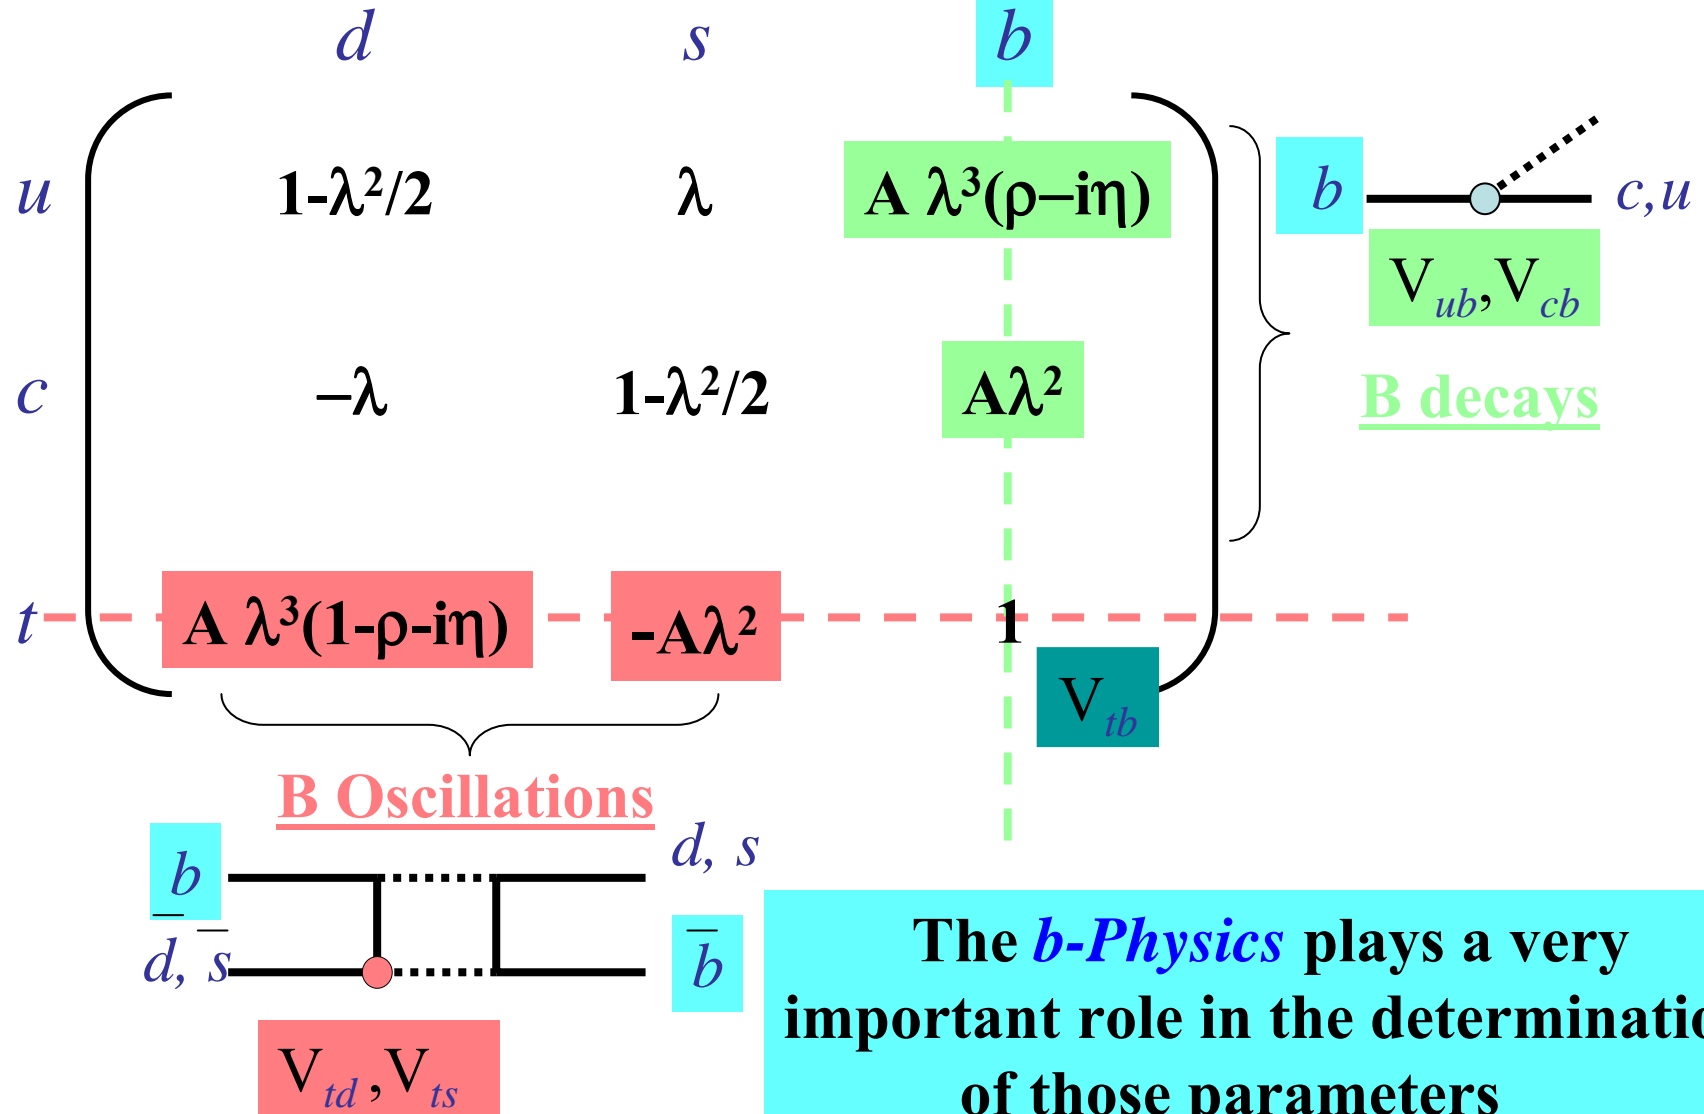 d s b
u 1-λ²/2 λ A λ³(ρ−iη)
b c,u
V_ub,V_cb
c −λ 1-λ²/2 Aλ²
B decays
t A λ³(1-ρ-iη) -Aλ² 1
V_tb
B Oscillations
b d, s
d̅, s̅ b̅
V_td,V_ts
The b-Physics plays a very
important role in the
of those parameters